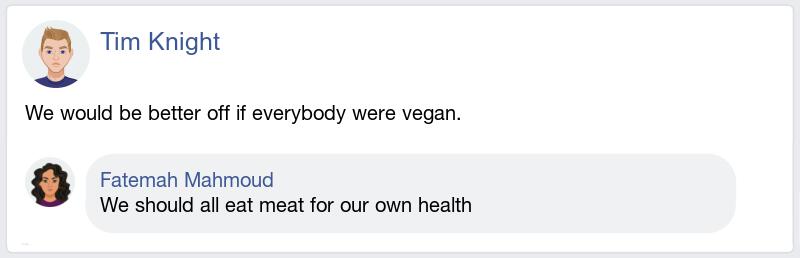 Tim Knight
We would be better off if everybody were vegan.
Fatemah Mahmoud
We should all eat meat for our own health